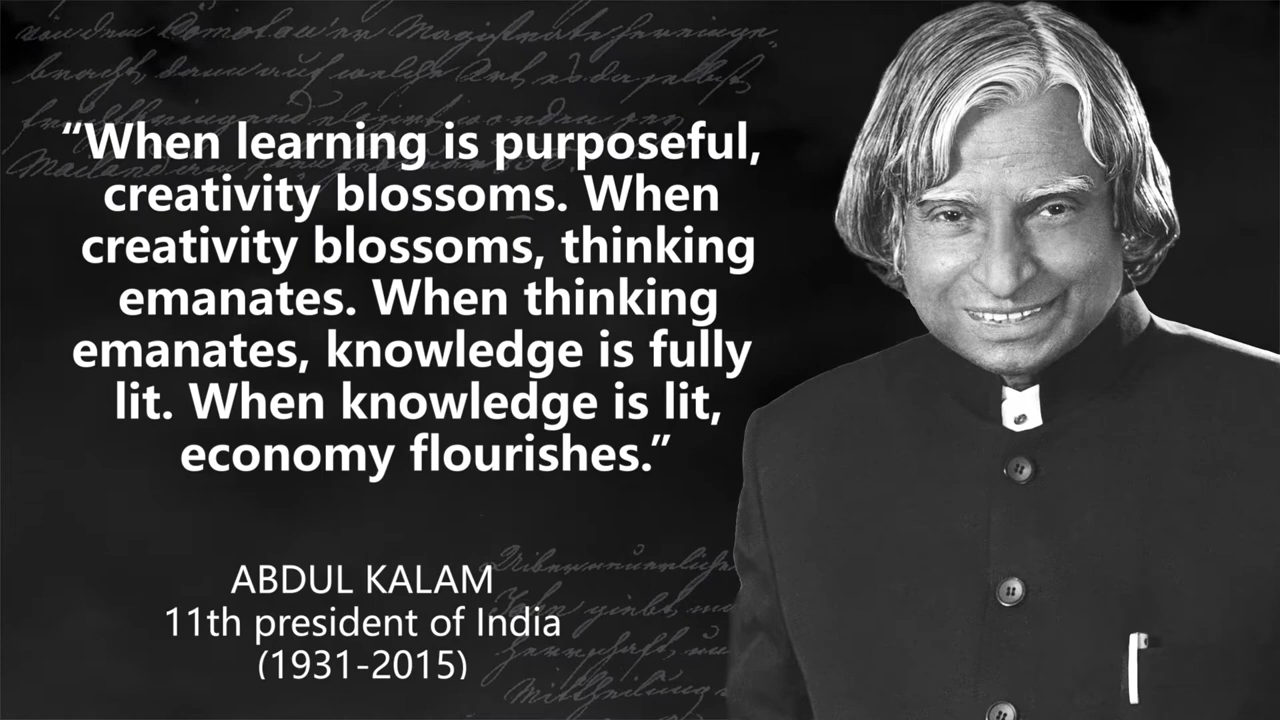 “When learning is purposeful,
creativity blossoms. When
creativity blossoms, thinking
emanates. When thinking
emanates, knowledge is fully
lit. When knowledge is lit,
economy flourishes.”
ABDUL KALAM
11th president of India
(1931-2015)